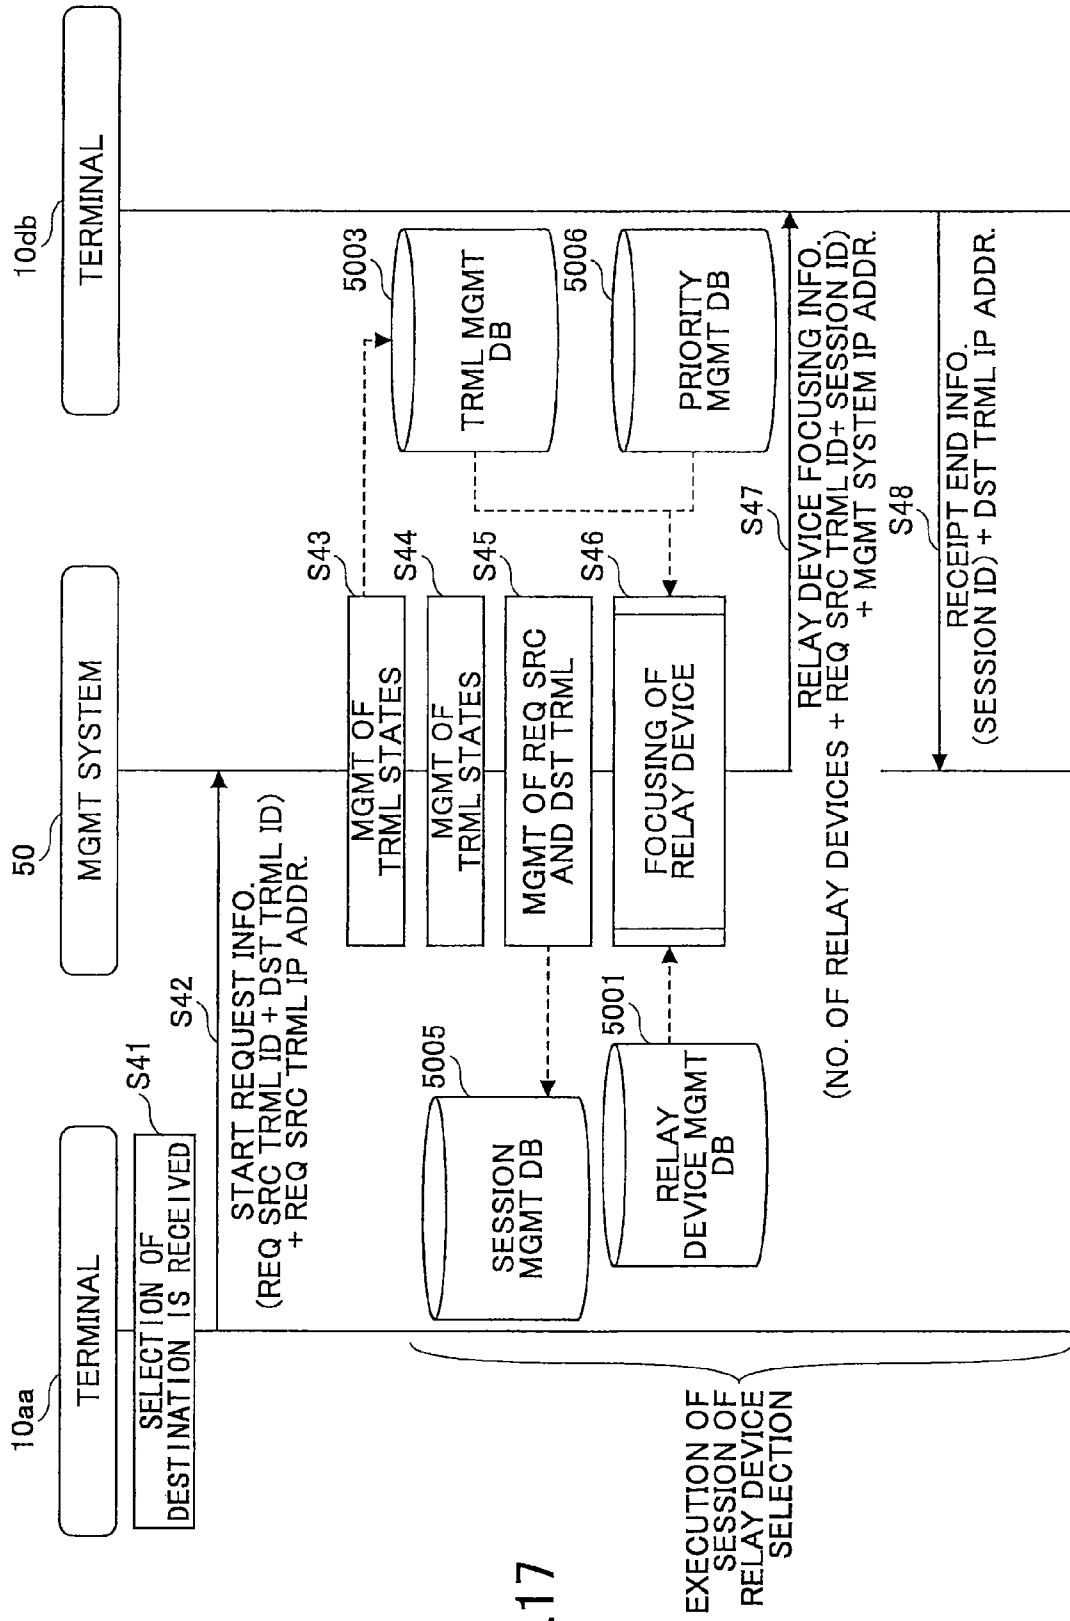 10aa
TERMINAL
50
MGMT SYSTEM
10db
TERMINAL
S41
SELECTION OF
DESTINATION IS RECEIVED
S42
START REQUEST INFO.
(REQ SRC TRML ID + DST TRML ID)
+ REQ SRC TRML IP ADDR.
S43
MGMT OF
TRML STATES
5003
TRML MGMT
DB
S44
MGMT OF
TRML STATES
5005
SESSION
MGMT DB
S45
MGMT OF REQ SRC
AND DST TRML
5001
RELAY
DEVICE MGMT
DB
S46
FOCUSING OF
RELAY DEVICE
5006
PRIORITY
MGMT DB
S47
RELAY DEVICE FOCUSING INFO.
(NO. OF RELAY DEVICES + REQ SRC TRML ID+ SESSION ID)
+ MGMT SYSTEM IP ADDR.
S48
RECEIPT END INFO.
(SESSION ID) + DST TRML IP ADDR.
EXECUTION OF
SESSION OF
RELAY DEVICE
SELECTION
.17